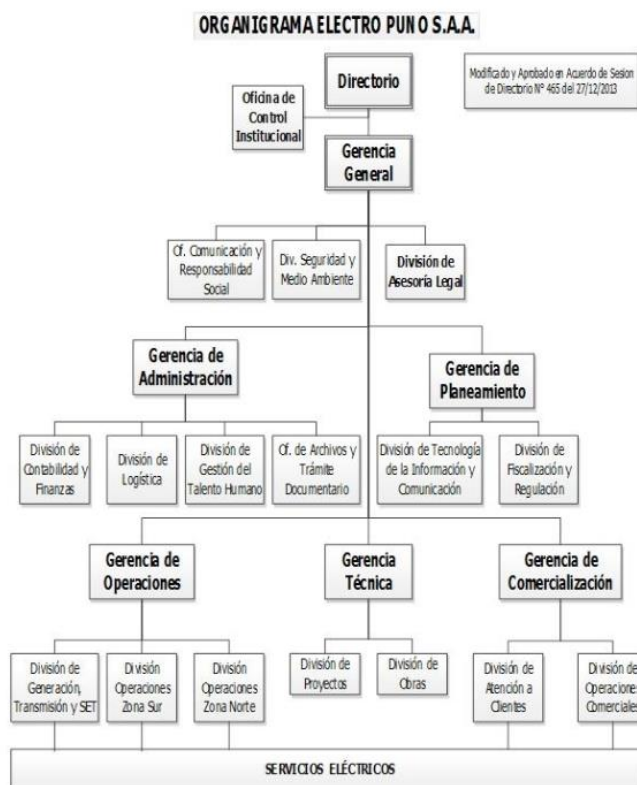 ORGANIGRAMA ELECTRO PUNO S.A.A.
Directorio
Modificado y Aprobado en Acuerdo de Sesion
de Directorio N° 465 del 27/12/2013
Oficina de
Control
Institucional
Gerencia
General
Of. Comunicación y
Responsabilidad
Social
Div. Seguridad y
Medio Ambiente
División de
Asesoría Legal
Gerencia de
Administración
Gerencia de
Planeamiento
División de
Contabilidad y
Finanzas
División de
Logística
División de
Gestión del
Talento Humano
Of. de Archivos y
Trámite
Documentario
División de Tecnología
de la Información y
Comunicación
División de
Fiscalización y
Regulación
Gerencia de
Operaciones
Gerencia
Técnica
Gerencia de
Comercialización
División de
Generación,
Transmisión y SET
División
Operaciones
Zona Sur
División
Operaciones
Zona Norte
División de
Proyectos
División de
Obras
División de
Atención a
Clientes
División de
Operaciones
Comerciales
SERVICIOS ELÉCTRICOS